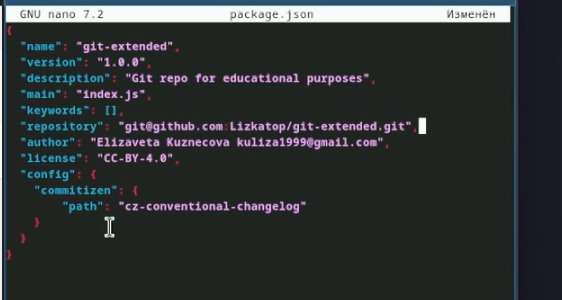 GNU nano 7.2 package.json Изменён
{
"name": "git-extended",
"version": "1.0.0",
"description": "Git repo for educational purposes",
"main": "index.js",
"keywords": [],
"repository": "git@github.com:Lizkatop/git-extended.git",
"author": "Elizaveta Kuznecova kuliza1999@gmail.com",
"license": "CC-BY-4.0",
"config": {
"commitizen": {
"path": "cz-conventional-changelog"
}
}
}